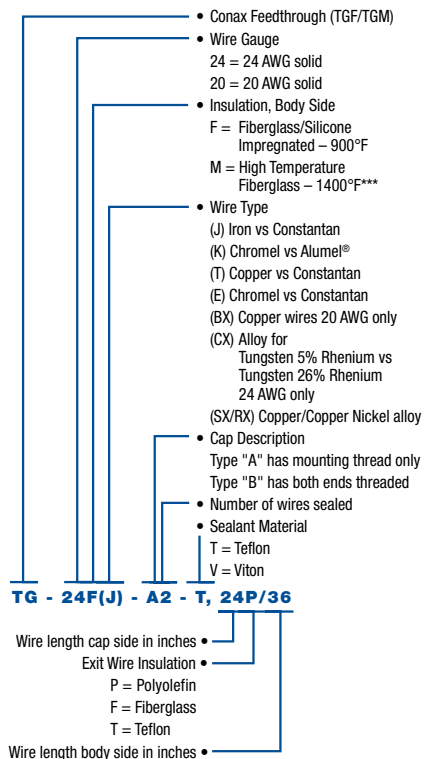 • Conax Feedthrough (TGF/TGM)
• Wire Gauge
24 = 24 AWG solid
20 = 20 AWG solid
• Insulation, Body Side
F = Fiberglass/Silicone
Impregnated – 900°F
M = High Temperature
Fiberglass – 1400°F***
• Wire Type
(J) Iron vs Constantan
(K) Chromel vs Alumel®
(T) Copper vs Constantan
(E) Chromel vs Constantan
(BX) Copper wires 20 AWG only
(CX) Alloy for
Tungsten 5% Rhenium vs
Tungsten 26% Rhenium
24 AWG only
(SX/RX) Copper/Copper Nickel alloy
• Cap Description
Type "A" has mounting thread only
Type "B" has both ends threaded
• Number of wires sealed
• Sealant Material
T = Teflon
V = Viton
TG - 24F(J) - A2 - T, 24P/36
Wire length cap side in inches •
Exit Wire Insulation •
P = Polyolefin
F = Fiberglass
T = Teflon
Wire length body side in inches •